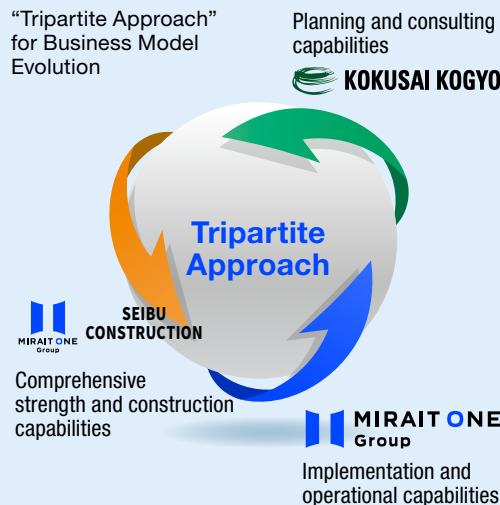 “Tripartite Approach”
for Business Model
Evolution
Planning and consulting
capabilities
KOKUSAI KOGYO
Tripartite
Approach
MIRAIT ONE
Group
SEIBU
CONSTRUCTION
Comprehensive
strength and construction
capabilities
MIRAIT ONE
Group
Implementation and
operational capabilities